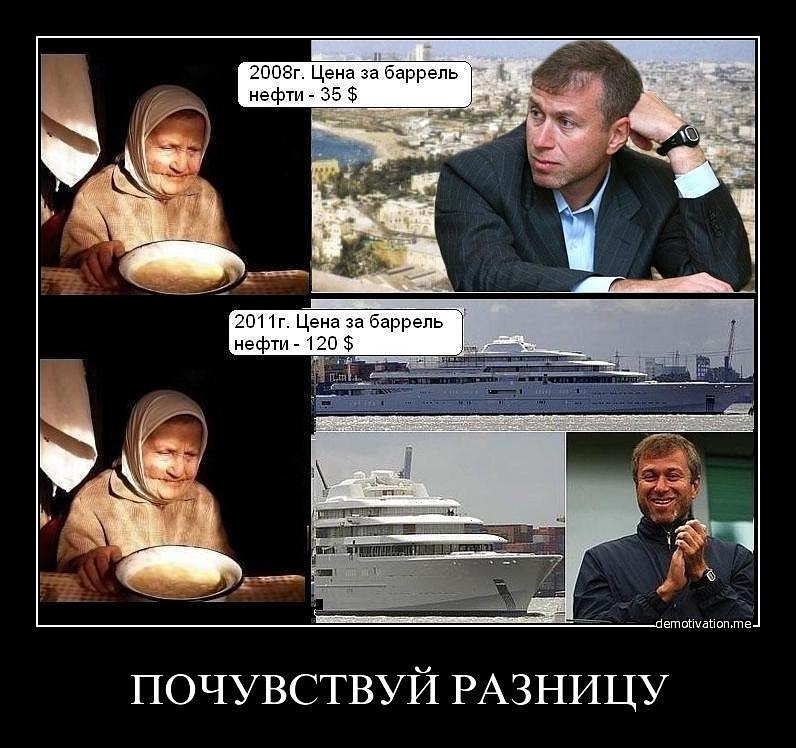 2008г. Цена за баррель
нефти - 35 $
2011г. Цена за баррель
нефти - 120 $
demotivation.me
ПОЧУВСТВУЙ РАЗНИЦУ